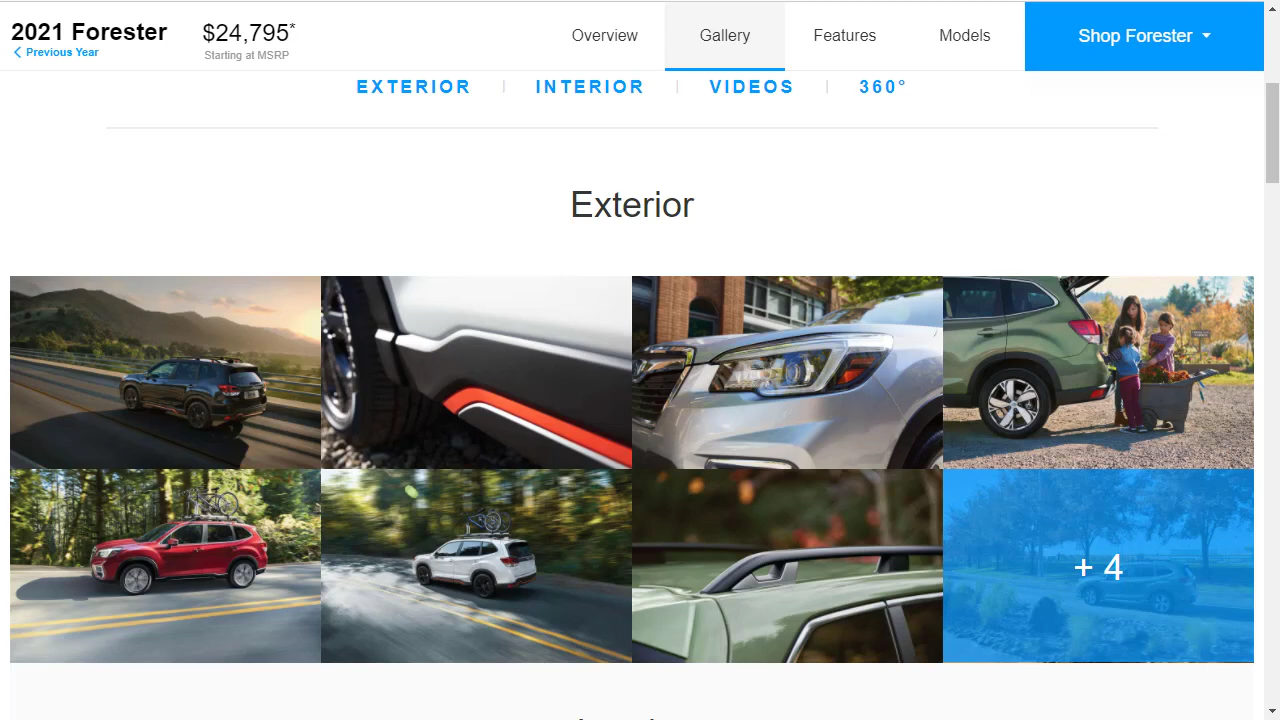 2021 Forester
Previous Year
$24,795*
Starting at MSRP
Overview
Gallery
Features
Models
Shop Forester
EXTERIOR
INTERIOR
VIDEOS
360°
Exterior
+ 4